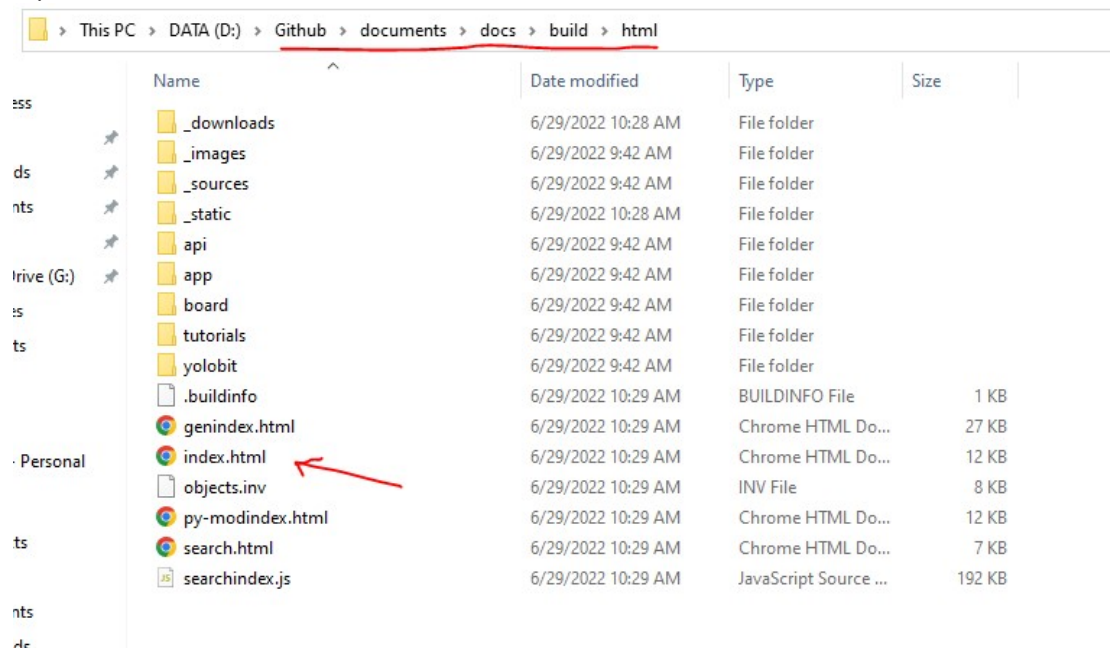 This PC > DATA (D:) > Github > documents > docs > build > html
Name Date modified Type Size
_downloads 6/29/2022 10:28 AM File folder
_images 6/29/2022 9:42 AM File folder
_sources 6/29/2022 9:42 AM File folder
_static 6/29/2022 10:28 AM File folder
api 6/29/2022 9:42 AM File folder
app 6/29/2022 9:42 AM File folder
board 6/29/2022 9:42 AM File folder
tutorials 6/29/2022 9:42 AM File folder
yolobit 6/29/2022 9:42 AM File folder
.buildinfo 6/29/2022 10:29 AM BUILDINFO File 1 KB
genindex.html 6/29/2022 10:29 AM Chrome HTML Do... 27 KB
index.html 6/29/2022 10:29 AM Chrome HTML Do... 12 KB
objects.inv 6/29/2022 10:29 AM INV File 8 KB
py-modindex.html 6/29/2022 10:29 AM Chrome HTML Do... 12 KB
search.html 6/29/2022 10:29 AM Chrome HTML Do... 7 KB
searchindex.js 6/29/2022 10:29 AM JavaScript Source ... 192 KB
ess
ds
nts
rive (G:)
es
ts
- Personal
ts
nts
ds